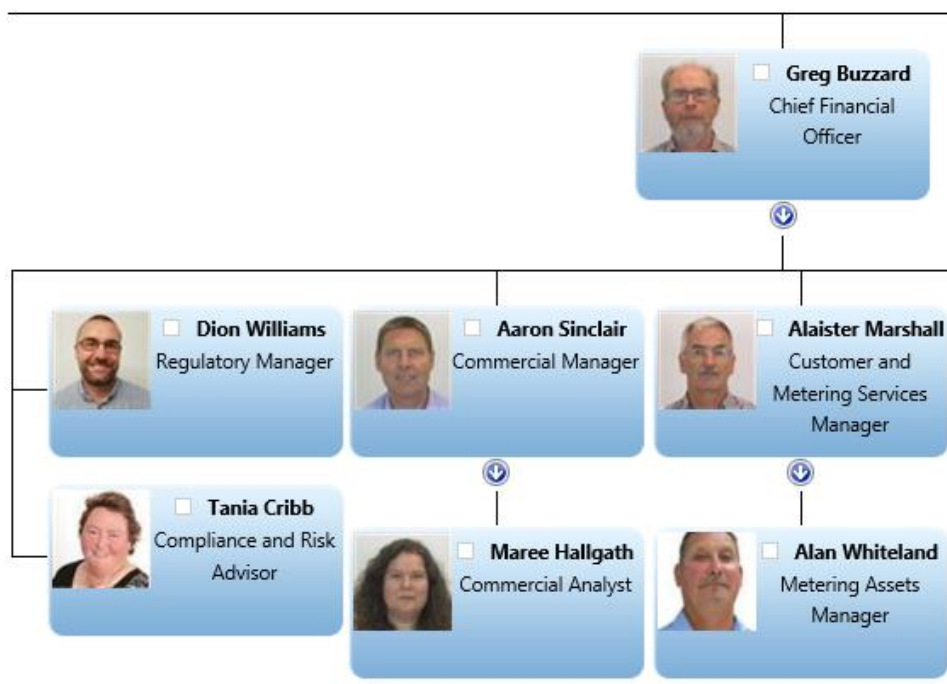 Greg Buzzard
Chief Financial
Officer
Dion Williams
Regulatory Manager
Aaron Sinclair
Commercial Manager
Alaister Marshall
Customer and
Metering Services
Manager
Tania Cribb
Compliance and Risk
Advisor
Maree Hallgath
Commercial Analyst
Alan Whiteland
Metering Assets
Manager